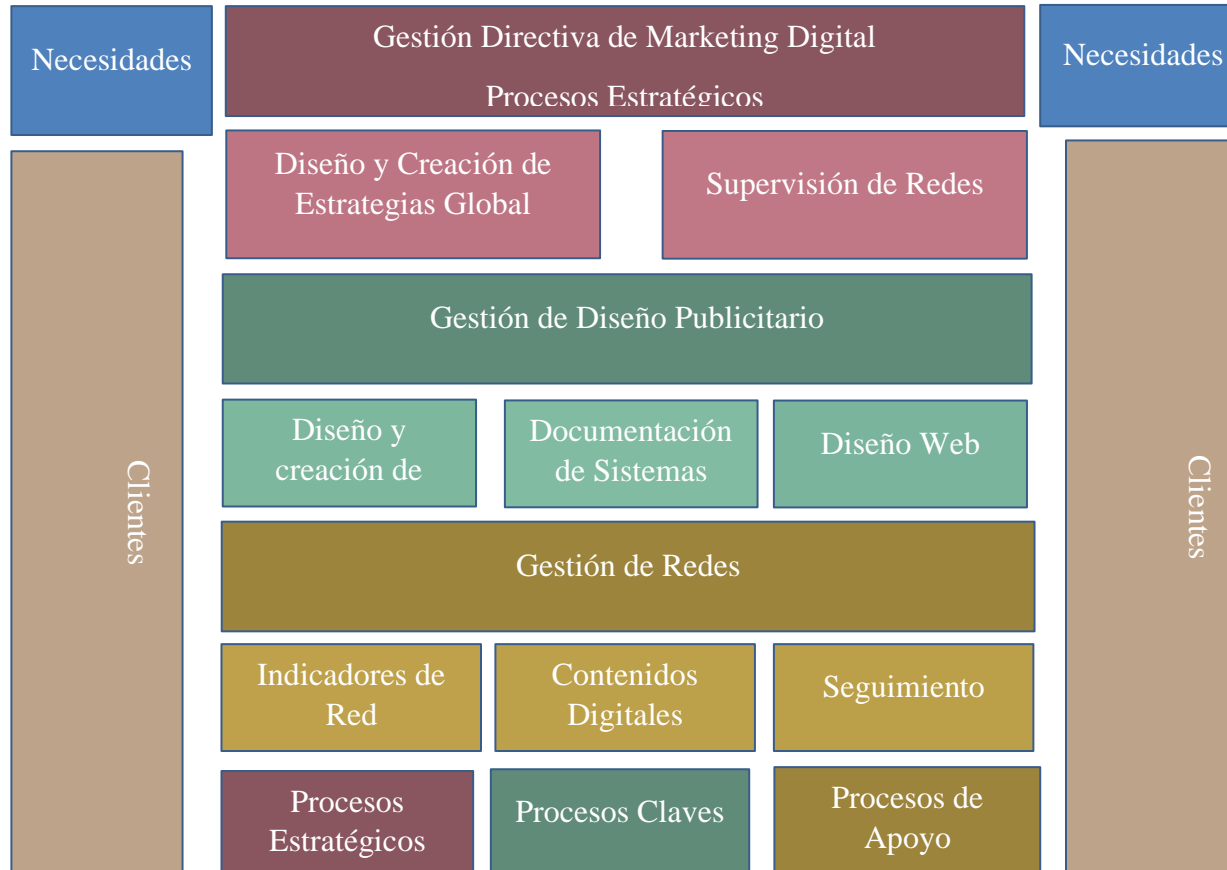 Necesidades
Gestión Directiva de Marketing Digital
Procesos Estratégicos
Necesidades
Diseño y Creación de
Estrategias Global
Supervisión de Redes
Clientes
Gestión de Diseño Publicitario
Diseño y
creación de
Documentación
de Sistemas
Diseño Web
Clientes
Gestión de Redes
Indicadores de
Red
Contenidos
Digitales
Seguimiento
Procesos
Estratégicos
Procesos Claves
Procesos de
Apoyo